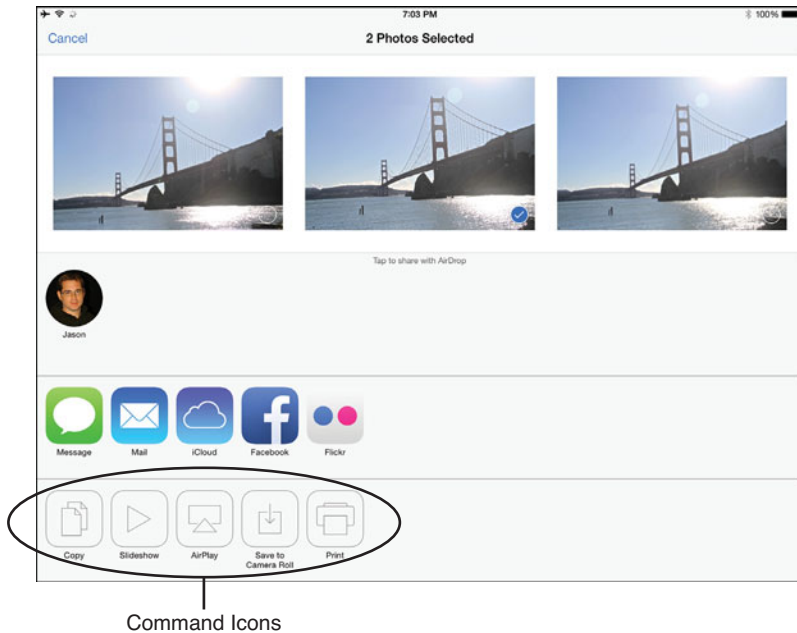 7:03 PM
100%
Cancel
2 Photos Selected
Tap to share with AirDrop
Jason
Message
Mail
iCloud
Facebook
Flickr
Copy
Slideshow
AirPlay
Save to
Camera Roll
Print
Command Icons